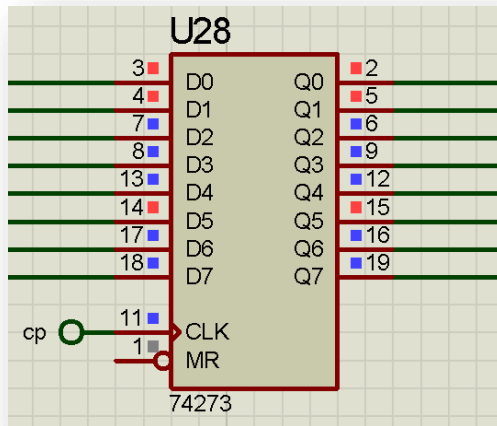 U28
3 D0 Q0 2
4 D1 Q1 5
7 D2 Q2 6
8 D3 Q3 9
13 D4 Q4 12
14 D5 Q5 15
17 D6 Q6 16
18 D7 Q7 19
cp 11 CLK
1 MR
74273